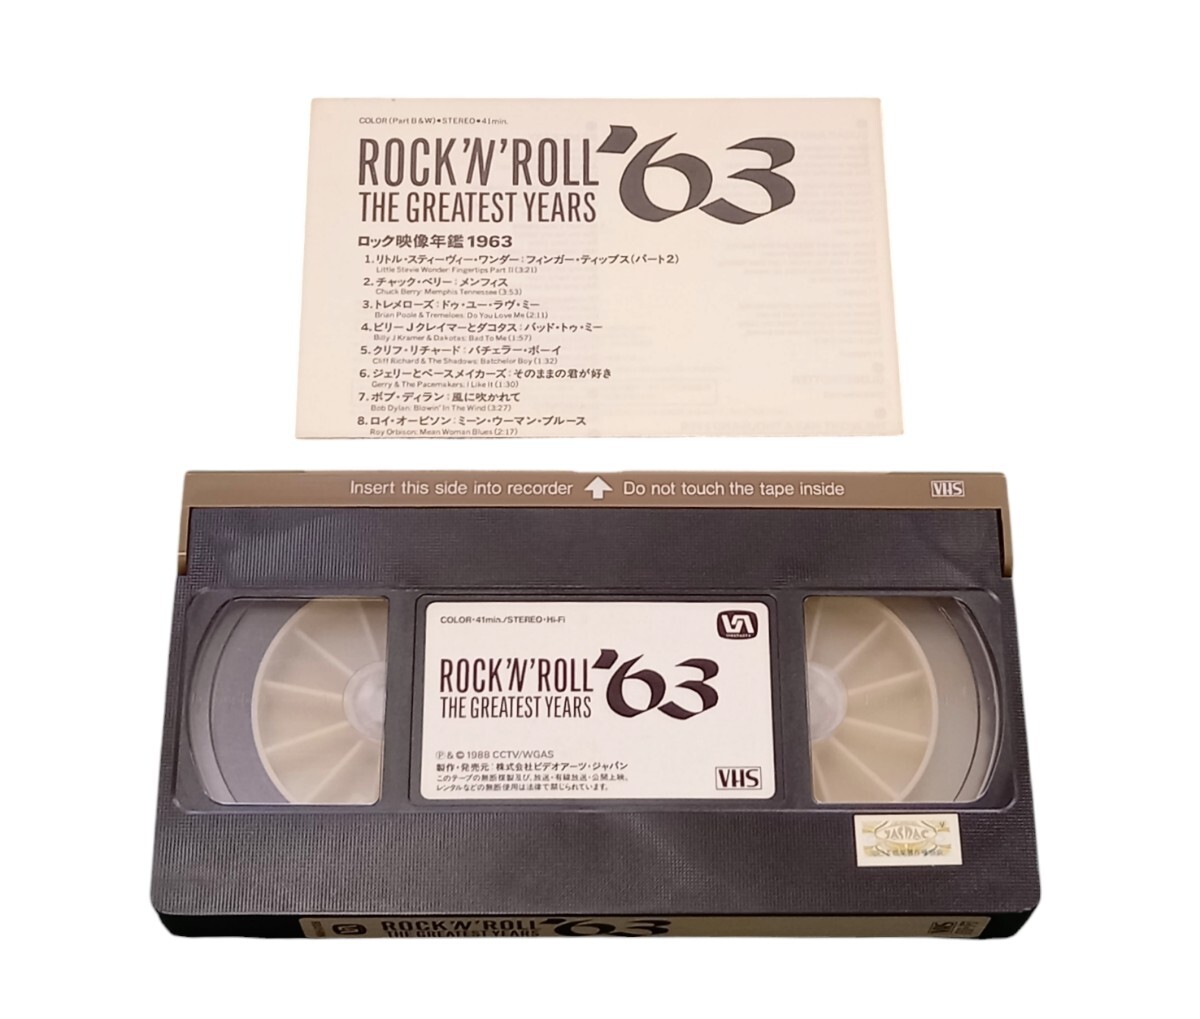 COLOR (Part B & W)●STEREO●41min.
ROCK'N'ROLL '63
THE GREATEST YEARS
ロック映像年鑑1963
1.リトル・スティーヴィー・ワンダー:フィンガー・ティップス(パート2)
Little Stevie Wonder: Fingertips Part II (3:21)
2.チャック・ベリー:メンフィス
Chuck Berry: Memphis Tennessee (3:53)
3.トレメローズ:ドゥ・ユー・ラヴ・ミー
Brian Poole & Tremeloes: Do You Love Me (2:11)
4.ビリーJクレイマーとダコタス:バッド・トゥ・ミー
Billy J Kramer & Dakotas: Bad To Me (1:57)
5.クリフ・リチャード:バチェラー・ボーイ
Cliff Richard & The Shadows: Batchelor Boy (1:32)
6.ジェリーとペースメイカーズ:そのままの君が好き
Gerry & The Pacemakers: I Like It (1:30)
7.ボブ・ディラン:風に吹かれて
Bob Dylan: Blowin' In The Wind (3:27)
8.ロイ・オービソン:ミーン・ウーマン・ブルース
Roy Orbison: Mean Woman Blues (2:17)
Insert this side into recorder Do not touch the tape inside VHS
COLOR・41min./STEREO・Hi-Fi
ROCK'N'ROLL '63
THE GREATEST YEARS
Ⓟ&©1988 CCTV/WGAS
製作・発売元:株式会社ビデオアーツ・ジャパン
このテープの無断複製及び、放送・有線放送・公開上映。
レンタルなどの無断使用は法律で禁じられています。
VHS
JASRAC
ROCK'N'ROLL '63
THE GREATEST YEARS